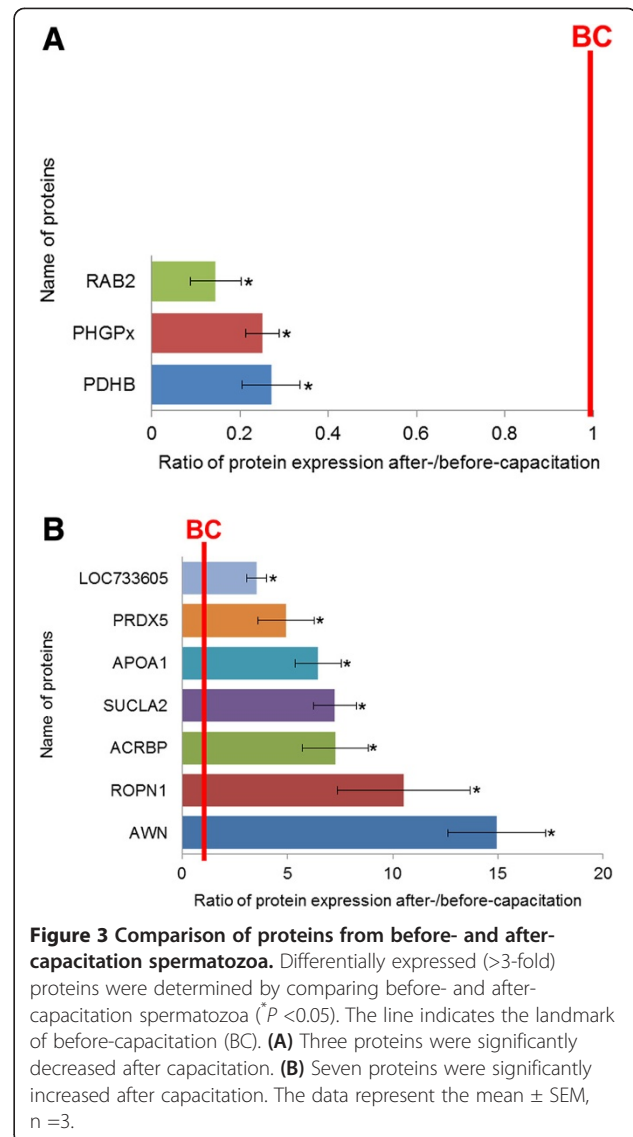 A
BC
Name of proteins
RAB2
*
PHGPx
*
PDHB
*
0 0.2 0.4 0.6 0.8 1
Ratio of protein expression after-/before-capacitation
B
BC
Name of proteins
LOC733605
*
PRDX5
*
APOA1
*
SUCLA2
*
ACRBP
*
ROPN1
*
AWN
*
0 5 10 15 20
Ratio of protein expression after-/before-capacitation
Figure 3 Comparison of proteins from before- and after-
capacitation spermatozoa. Differentially expressed (>3-fold)
proteins were determined by comparing before- and after-
capacitation spermatozoa (*P <0.05). The line indicates the landmark
of before-capacitation (BC). (A) Three proteins were significantly
decreased after capacitation. (B) Seven proteins were significantly
increased after capacitation. The data represent the mean ± SEM,
n =3.